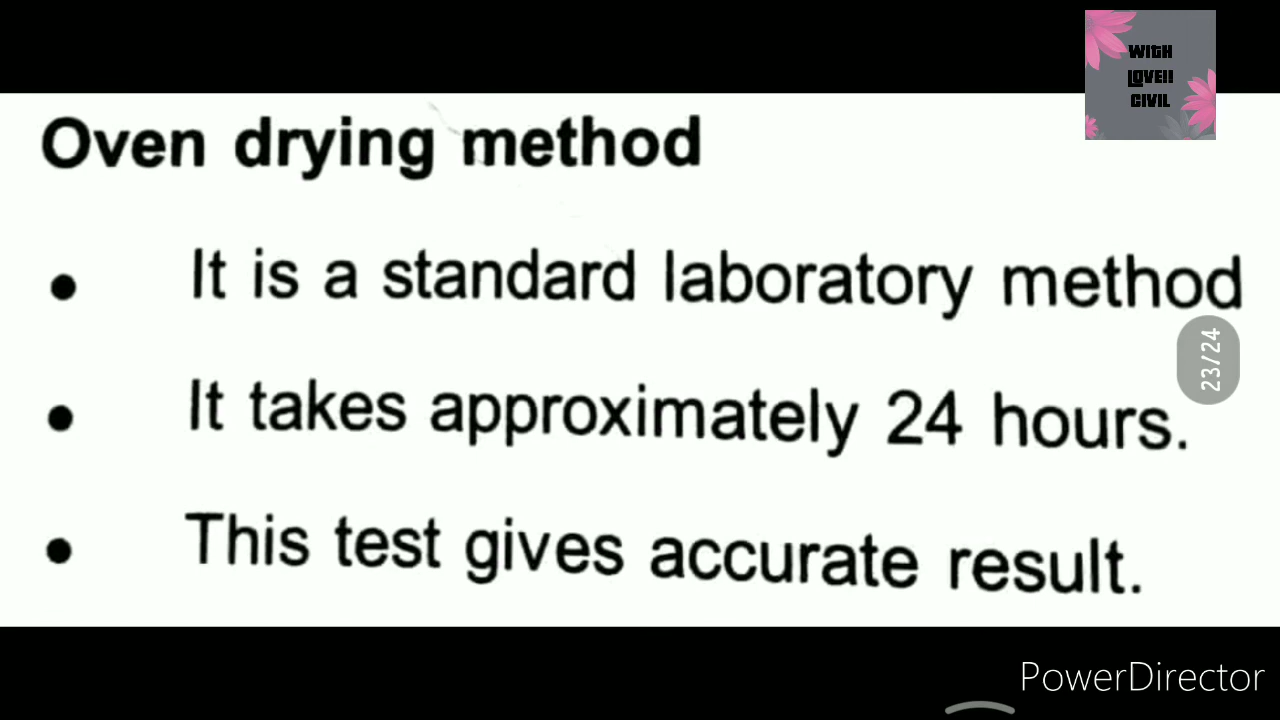 WITH
LOVEII
CIVIL
Oven drying method
• It is a standard laboratory method
• It takes approximately 24 hours.
• This test gives accurate result.
23/24
PowerDirector